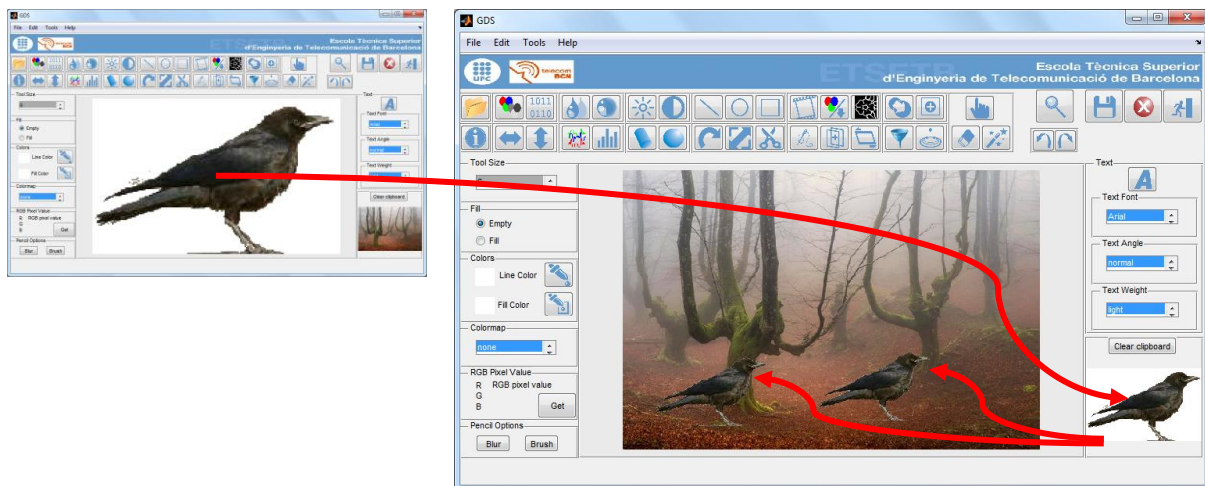 GDS
File Edit Tools Help
UPC
telecom
BCN
ETSETB
Escola Tècnica Superior
d'Enginyeria de Telecomunicació de Barcelona
Tool Size
Fill
Empty
Fill
Colors
Line Color
Fill Color
Colormap
none
RGB Pixel Value
R RGB pixel value
G
B
Get
Pencil Options
Blur Brush
Text
A
Text Font
Arial
Text Angle
normal
Text Weight
Clear clipboard
GDS
File Edit Tools Help
UPC
telecom
BCN
ETSETB
Escola Tècnica Superior
d'Enginyeria de Telecomunicació de Barcelona
1011
0110
Tool Size
Fill
Empty
Fill
Colors
Line Color
Fill Color
Colormap
none
RGB Pixel Value
R RGB pixel value
G
B
Get
Pencil Options
Blur Brush
Text
A
Text Font
Arial
Text Angle
normal
Text Weight
light
Clear clipboard